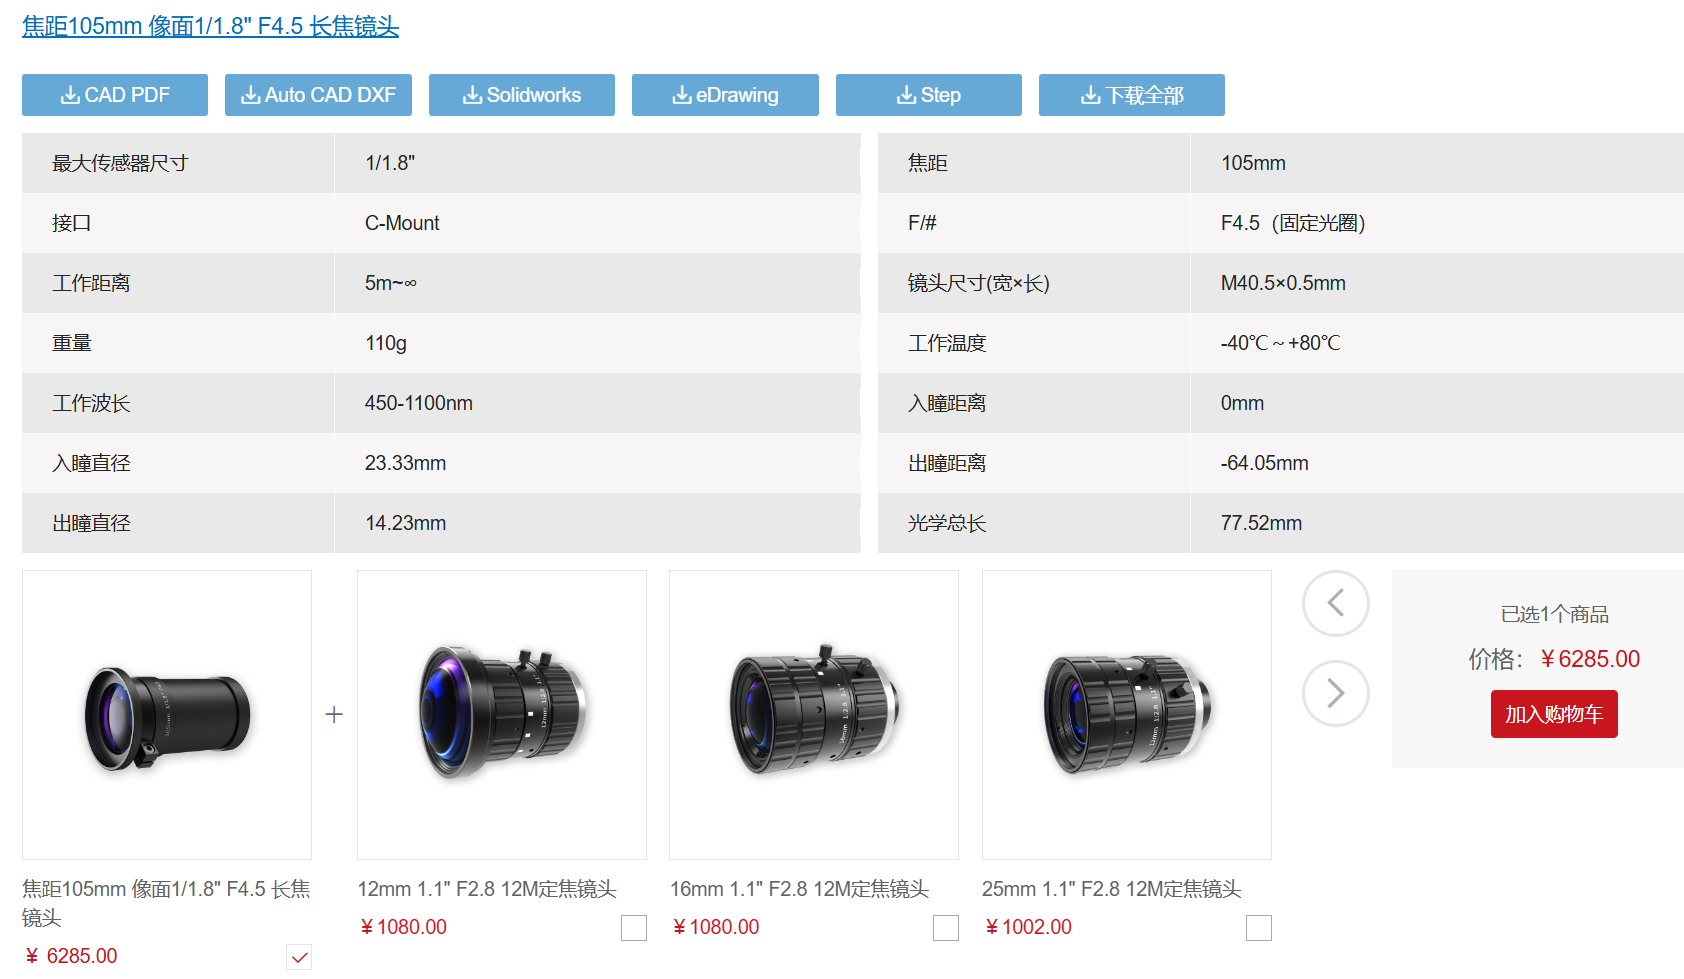 焦距105mm 像面1/1.8" F4.5 长焦镜头
CAD PDF
Auto CAD DXF
Solidworks
eDrawing
Step
下载全部
最大传感器尺寸 1/1.8" 焦距 105mm
接口 C-Mount F/# F4.5（固定光圈）
工作距离 5m~∞ 镜头尺寸(宽×长) M40.5×0.5mm
重量 110g 工作温度 -40℃～+80℃
工作波长 450-1100nm 入瞳距离 0mm
入瞳直径 23.33mm 出瞳距离 -64.05mm
出瞳直径 14.23mm 光学总长 77.52mm
已选1个商品
价格： ¥6285.00
加入购物车
焦距105mm 像面1/1.8" F4.5 长焦
镜头
¥ 6285.00
12mm 1.1" F2.8 12M定焦镜头
¥1080.00
16mm 1.1" F2.8 12M定焦镜头
¥1080.00
25mm 1.1" F2.8 12M定焦镜头
¥1002.00